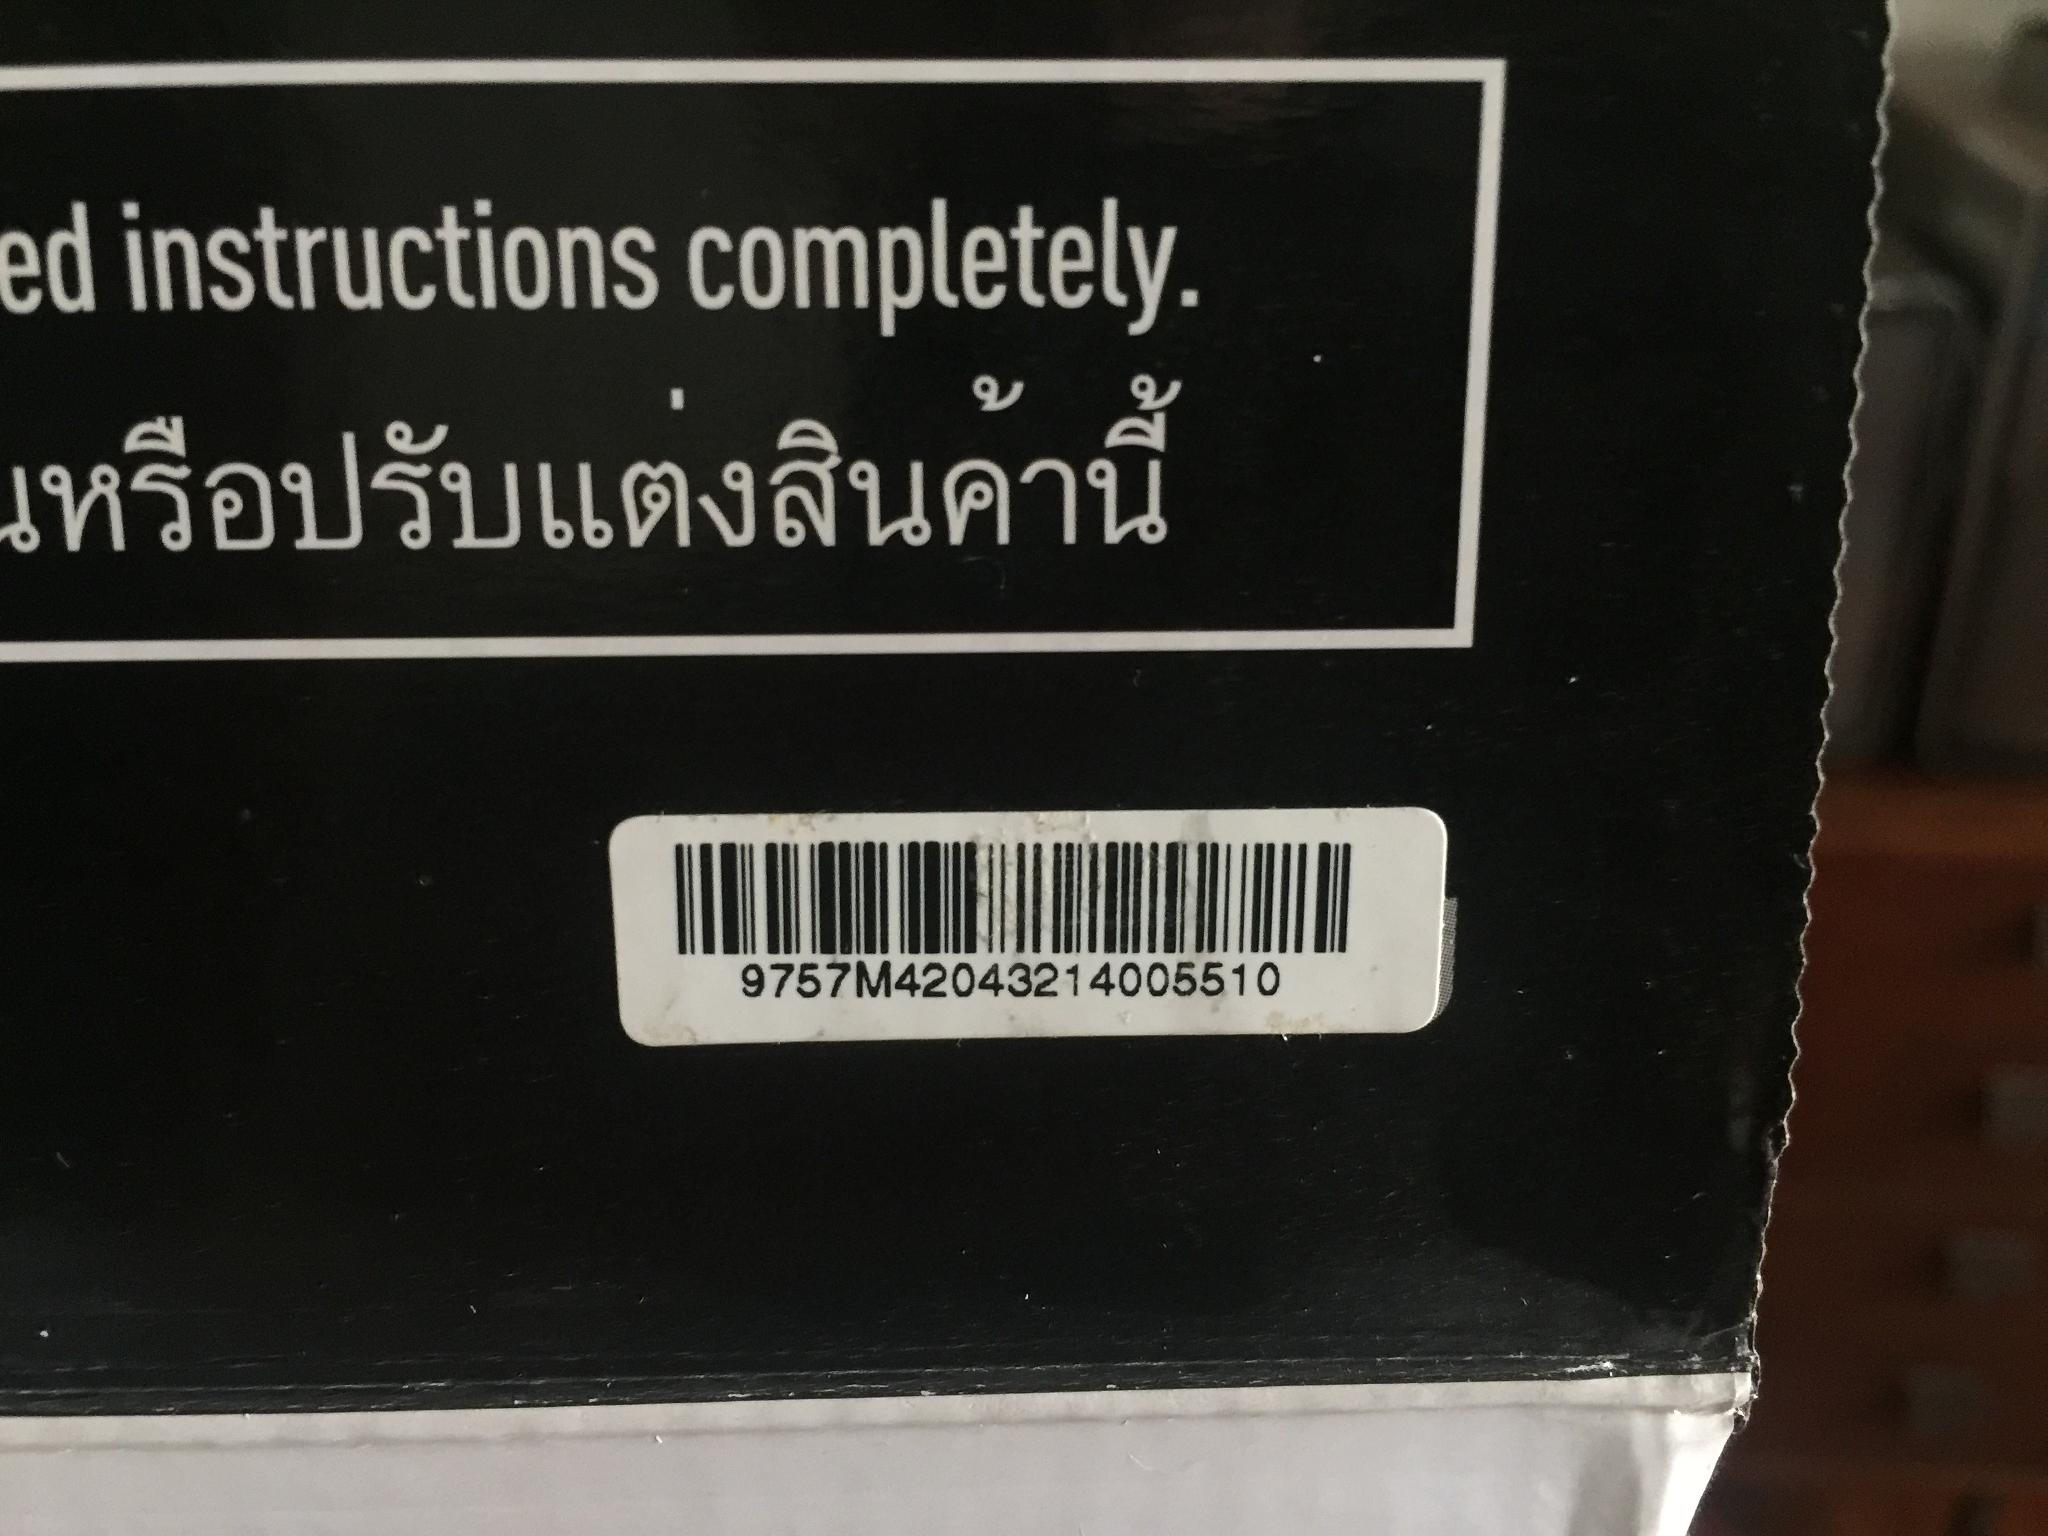 ed instructions completely.
นหรือปรับแต่งสินค้านี้
9757M42043214005510